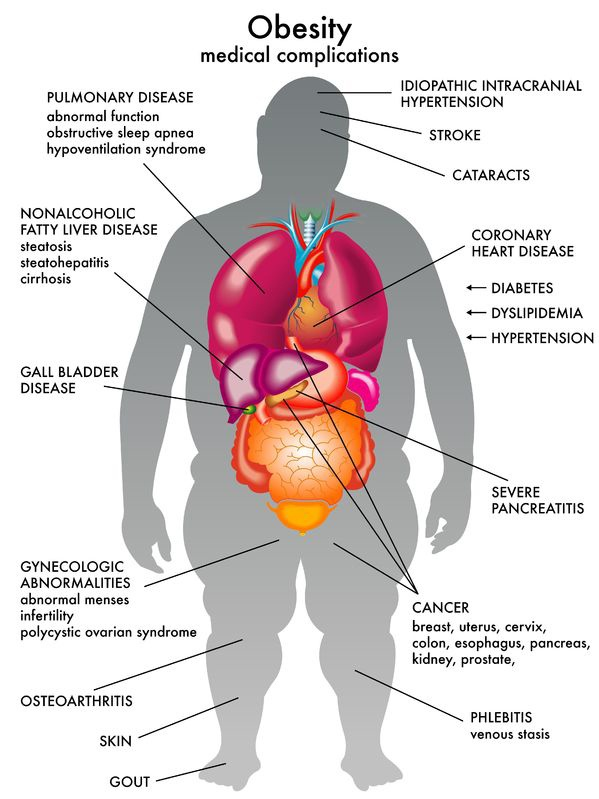 Obesity
medical complications
PULMONARY DISEASE
abnormal function
obstructive sleep apnea
hypoventilation syndrome
IDIOPATHIC INTRACRANIAL
HYPERTENSION
STROKE
CATARACTS
NONALCOHOLIC
FATTY LIVER DISEASE
steatosis
steatohepatitis
cirrhosis
CORONARY
HEART DISEASE
DIABETES
DYSLIPIDEMIA
HYPERTENSION
GALL BLADDER
DISEASE
SEVERE
PANCREATITIS
GYNECOLOGIC
ABNORMALITIES
abnormal menses
infertility
polycystic ovarian syndrome
CANCER
breast, uterus, cervix,
colon, esophagus, pancreas,
kidney, prostate,
OSTEOARTHRITIS
PHLEBITIS
venous stasis
SKIN
GOUT